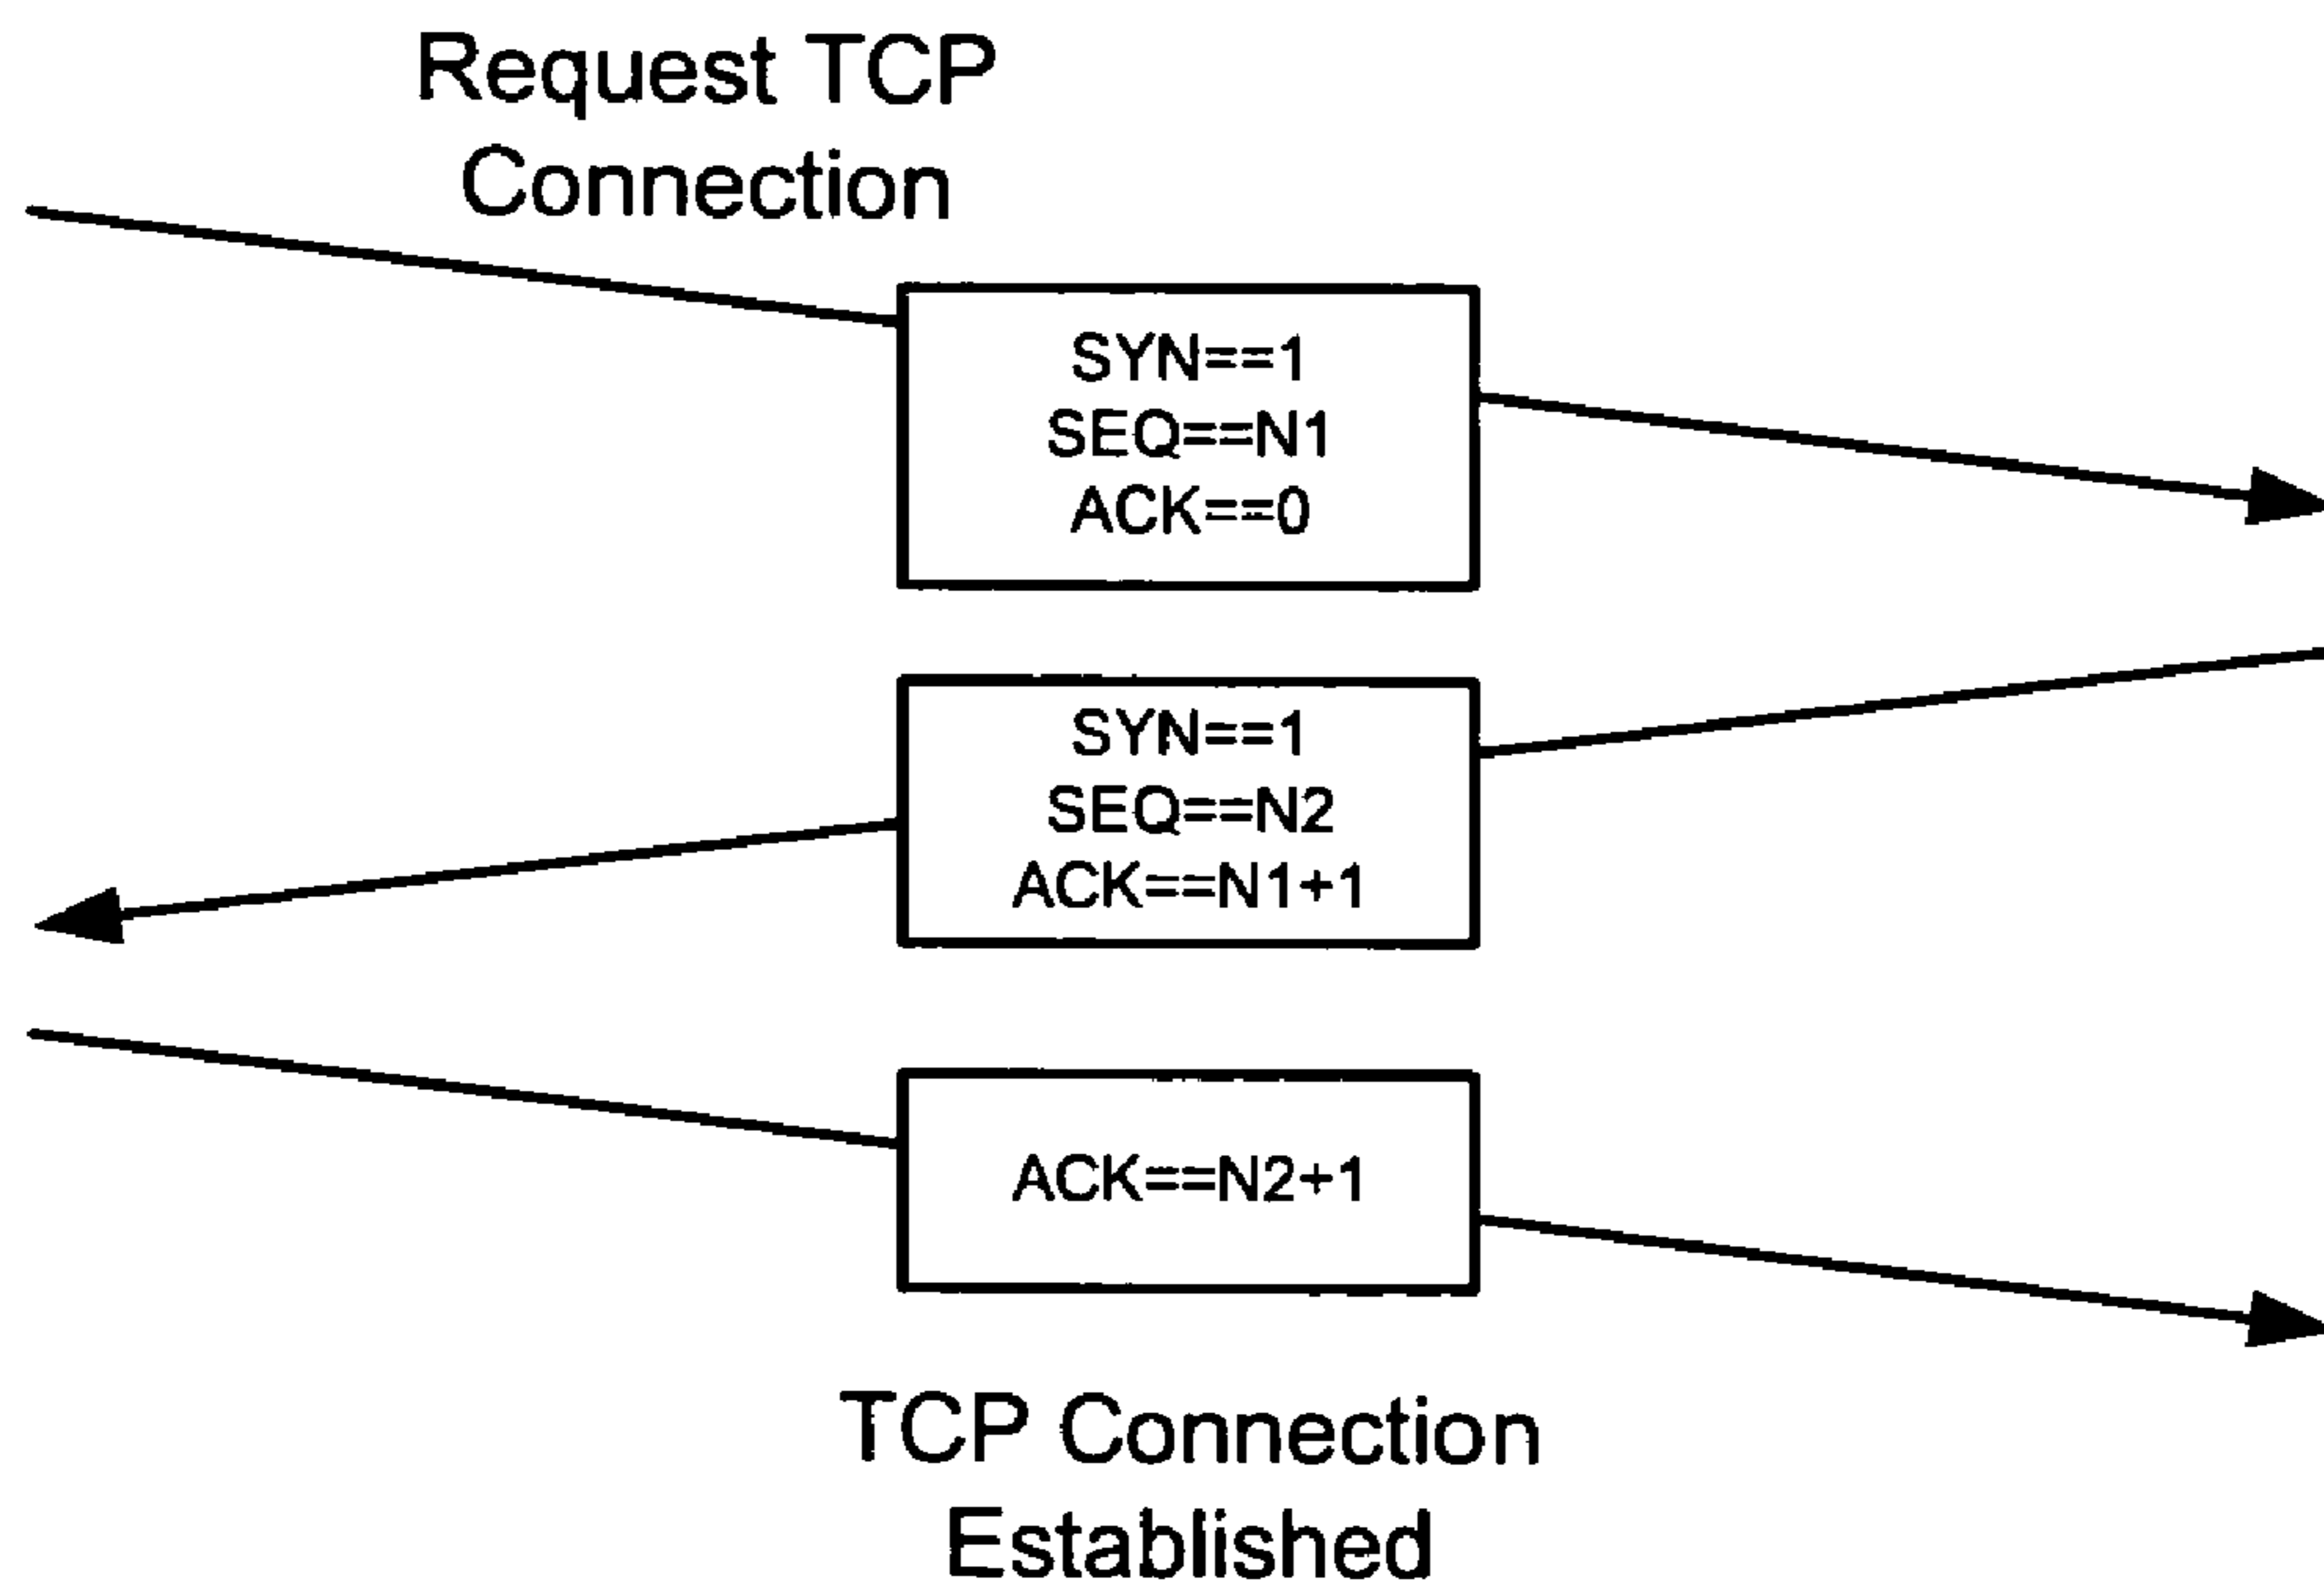 Request TCP
Connection
SYN==1
SEQ==N1
ACK==0
SYN==1
SEQ==N2
ACK==N1+1
ACK==N2+1
TCP Connection
Established